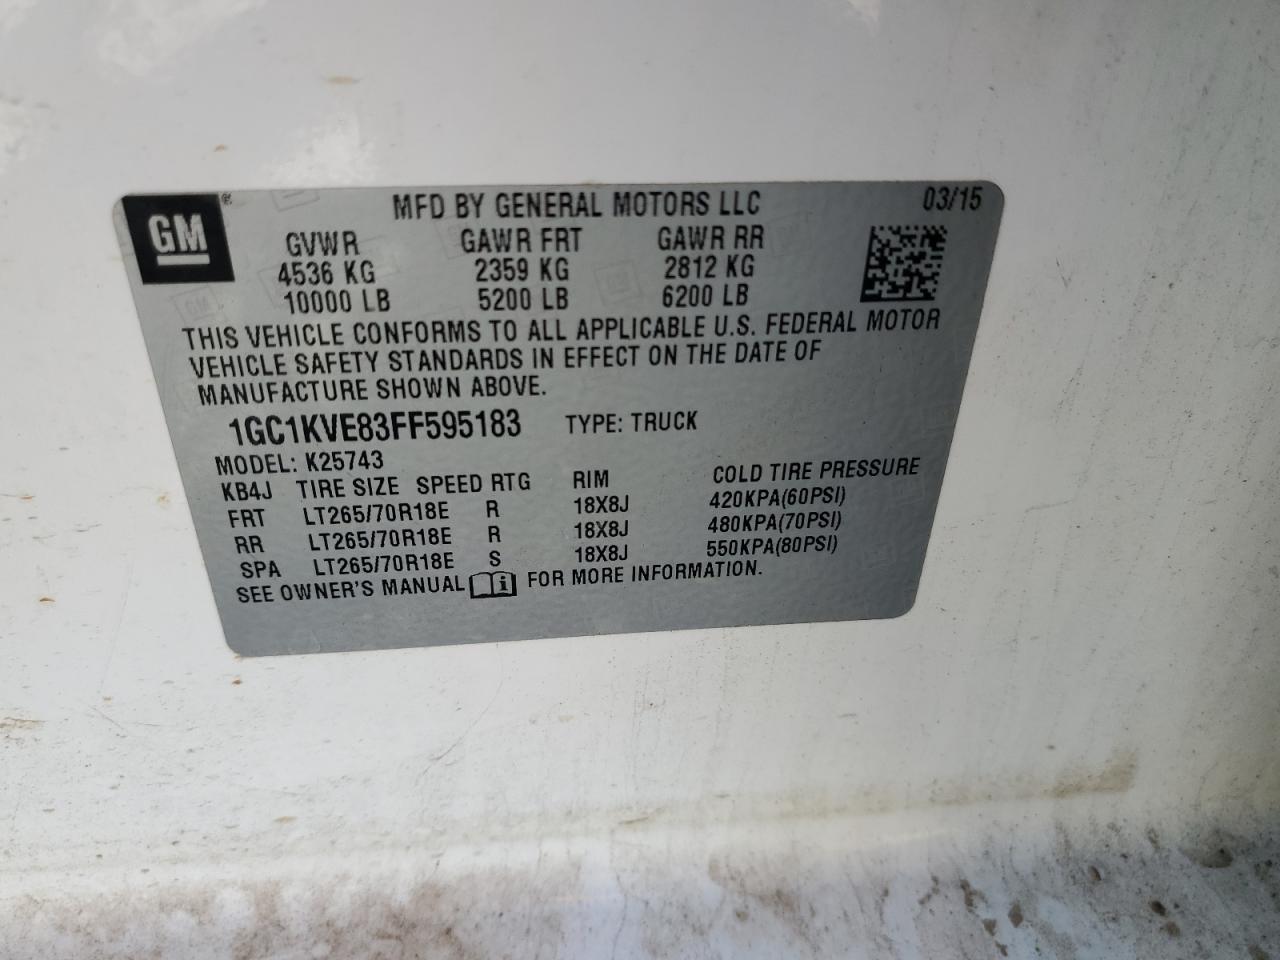 GM® MFD BY GENERAL MOTORS LLC 03/15
GVWR GAWR FRT GAWR RR
4536 KG 2359 KG 2812 KG
10000 LB 5200 LB 6200 LB
THIS VEHICLE CONFORMS TO ALL APPLICABLE U.S. FEDERAL MOTOR
VEHICLE SAFETY STANDARDS IN EFFECT ON THE DATE OF
MANUFACTURE SHOWN ABOVE.
1GC1KVE83FF595183 TYPE: TRUCK
MODEL: K25743
KB4J TIRE SIZE SPEED RTG RIM COLD TIRE PRESSURE
FRT LT265/70R18E R 18X8J 420KPA(60PSI)
RR LT265/70R18E R 18X8J 480KPA(70PSI)
SPA LT265/70R18E S 18X8J 550KPA(80PSI)
SEE OWNER'S MANUAL i FOR MORE INFORMATION.